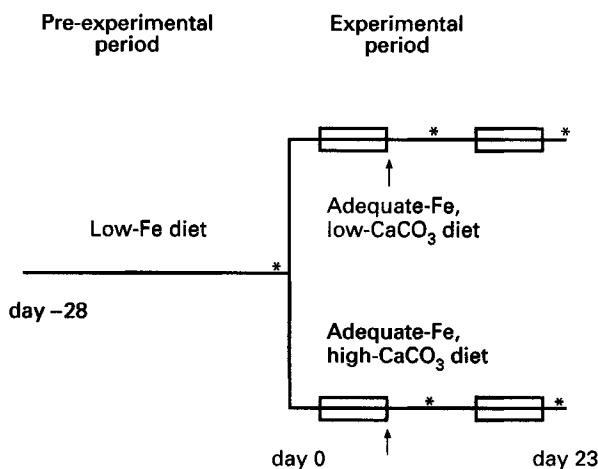 Pre-experimental
period
Experimental
period
*
*
Low-Fe diet
Adequate-Fe,
low-CaCO₃ diet
*
day −28
Adequate-Fe,
high-CaCO₃ diet
*
*
day 0
day 23